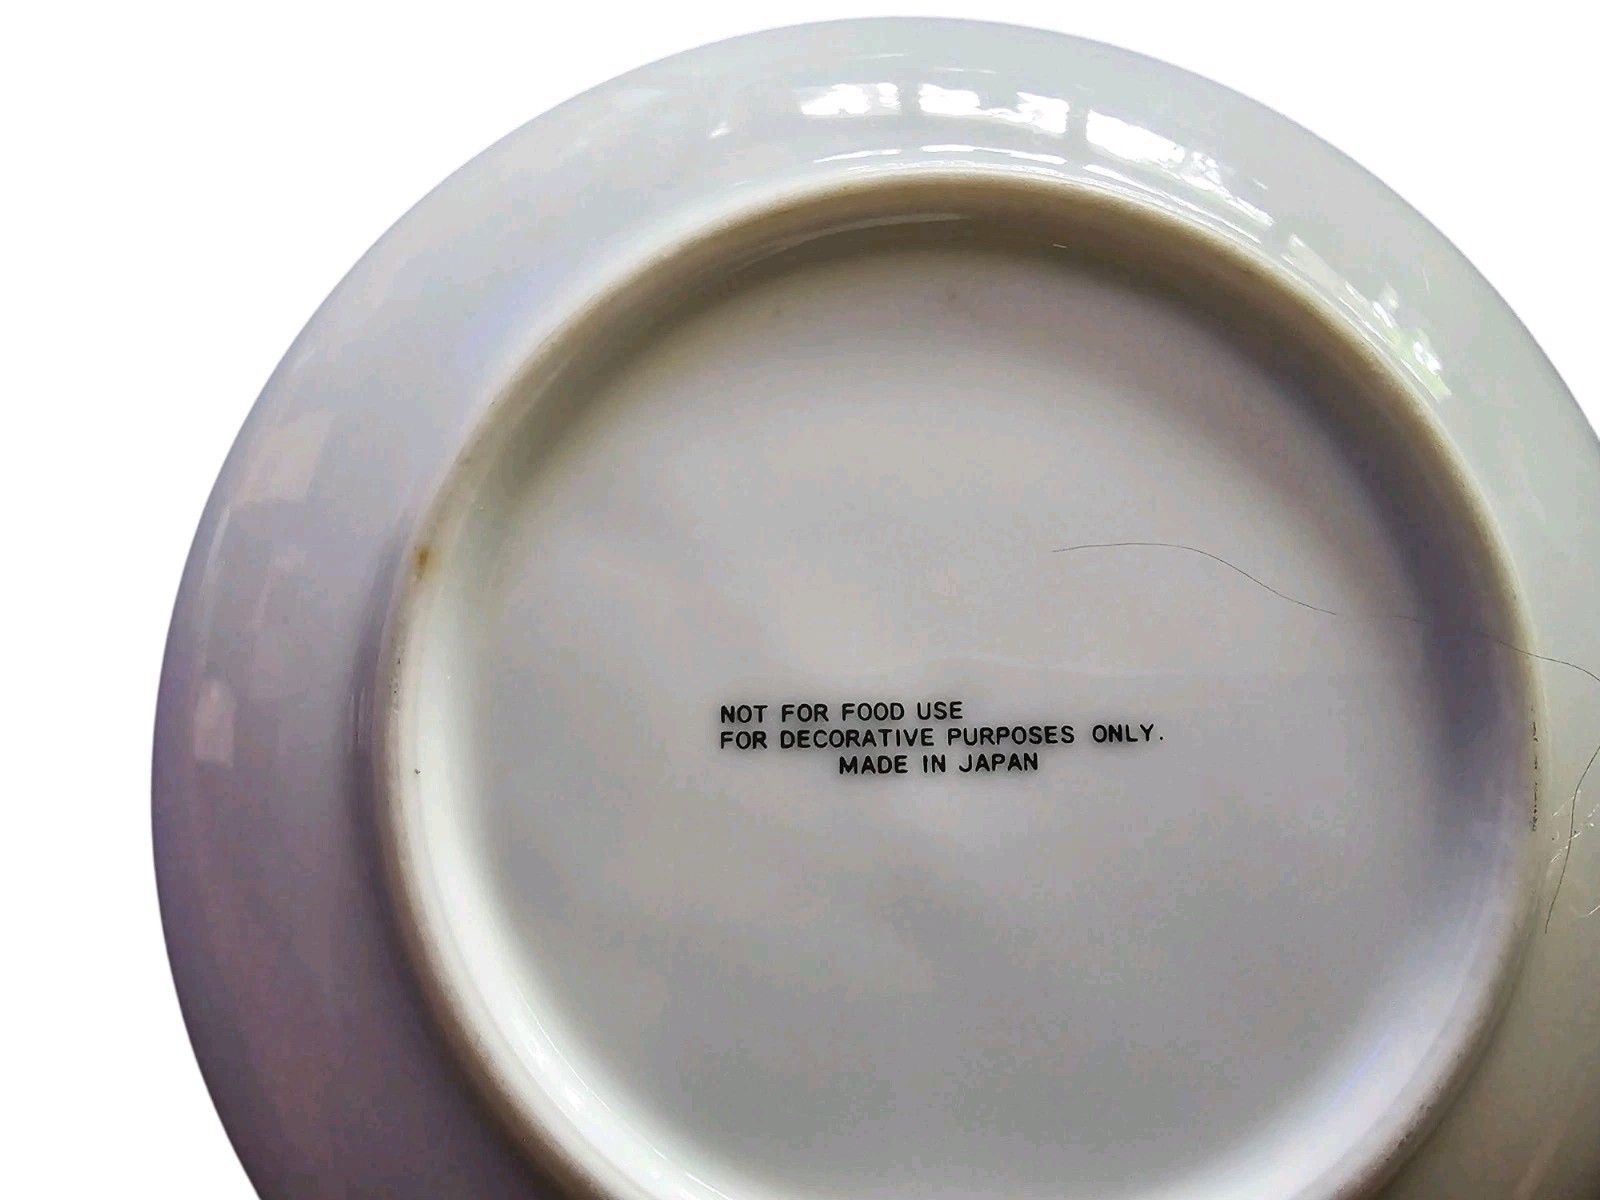 NOT FOR FOOD USE
FOR DECORATIVE PURPOSES ONLY.
MADE IN JAPAN